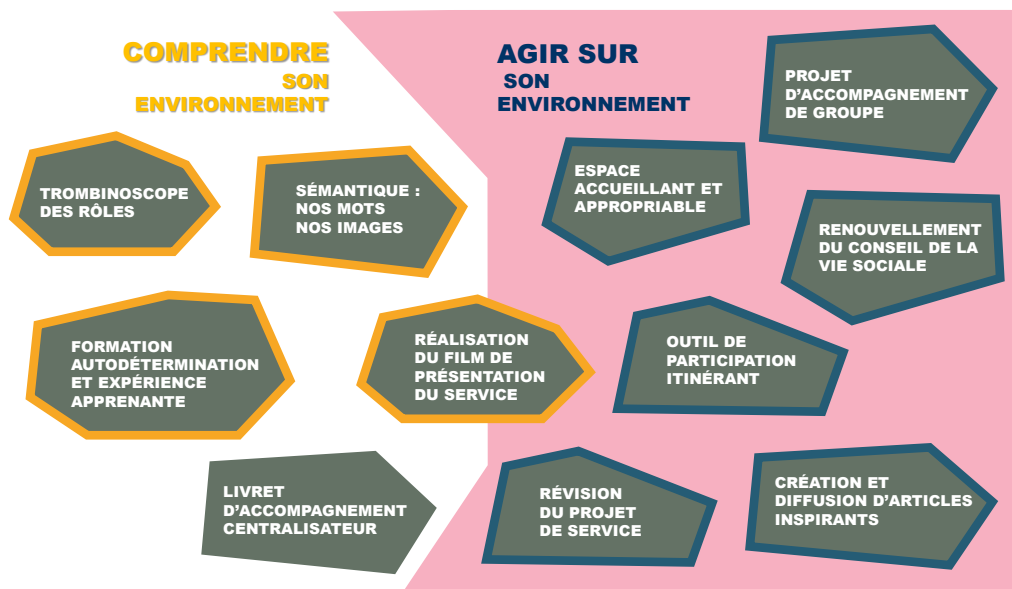 COMPRENDRE
SON
ENVIRONNEMENT
TROMBINOSCOPE
DES RÔLES
SÉMANTIQUE :
NOS MOTS
NOS IMAGES
FORMATION
AUTODÉTERMINATION
ET EXPÉRIENCE
APPRENANTE
RÉALISATION
DU FILM DE
PRÉSENTATION
DU SERVICE
LIVRET
D’ACCOMPAGNEMENT
CENTRALISATEUR
AGIR SUR
SON
ENVIRONNEMENT
PROJET
D’ACCOMPAGNEMENT
DE GROUPE
ESPACE
ACCUEILLANT ET
APPROPRIABLE
RENOUVELLEMENT
DU CONSEIL DE LA
VIE SOCIALE
OUTIL DE
PARTICIPATION
ITINÉRANT
RÉVISION
DU PROJET
DE SERVICE
CRÉATION ET
DIFFUSION D’ARTICLES
INSPIRANTS